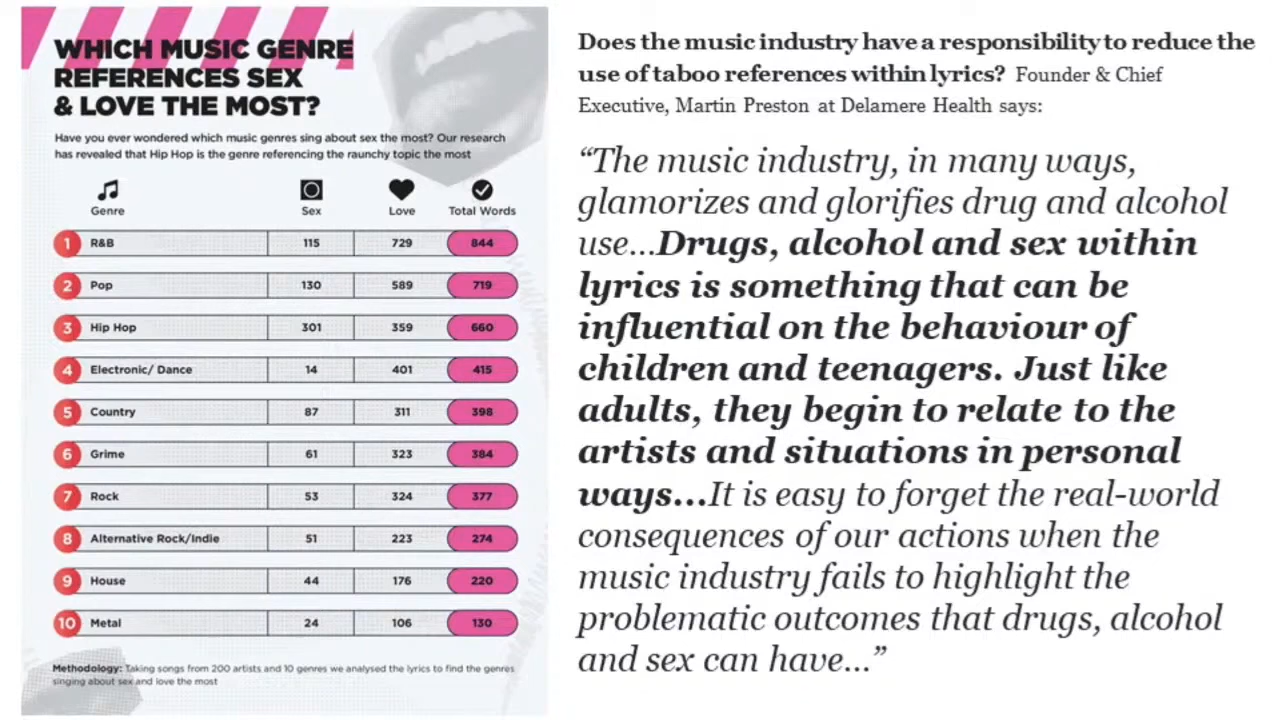 WHICH MUSIC GENRE
REFERENCES SEX
& LOVE THE MOST?
Have you ever wondered which music genres sing about sex the most? Our research
has revealed that Hip Hop is the genre referencing the raunchy topic the most
Genre Sex Love Total Words
1 R&B 115 729 844
2 Pop 130 589 719
3 Hip Hop 301 359 660
4 Electronic/ Dance 14 401 415
5 Country 87 311 398
6 Grime 61 323 384
7 Rock 53 324 377
8 Alternative Rock/Indie 51 223 274
9 House 44 176 220
10 Metal 24 106 130
Methodology: Taking songs from 200 artists and 10 genres we analysed the lyrics to find the genres
singing about sex and love the most
Does the music industry have a responsibility to reduce the
use of taboo references within lyrics? Founder & Chief
Executive, Martin Preston at Delamere Health says:
“The music industry, in many ways,
glamorizes and glorifies drug and alcohol
use...Drugs, alcohol and sex within
lyrics is something that can be
influential on the behaviour of
children and teenagers. Just like
adults, they begin to relate to the
artists and situations in personal
ways...It is easy to forget the real-world
consequences of our actions when the
music industry fails to highlight the
problematic outcomes that drugs, alcohol
and sex can have...”